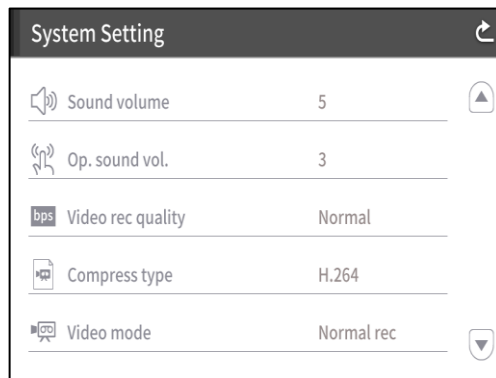 System Setting
Sound volume 5
Op. sound vol. 3
bps Video rec quality Normal
Compress type H.264
Video mode Normal rec